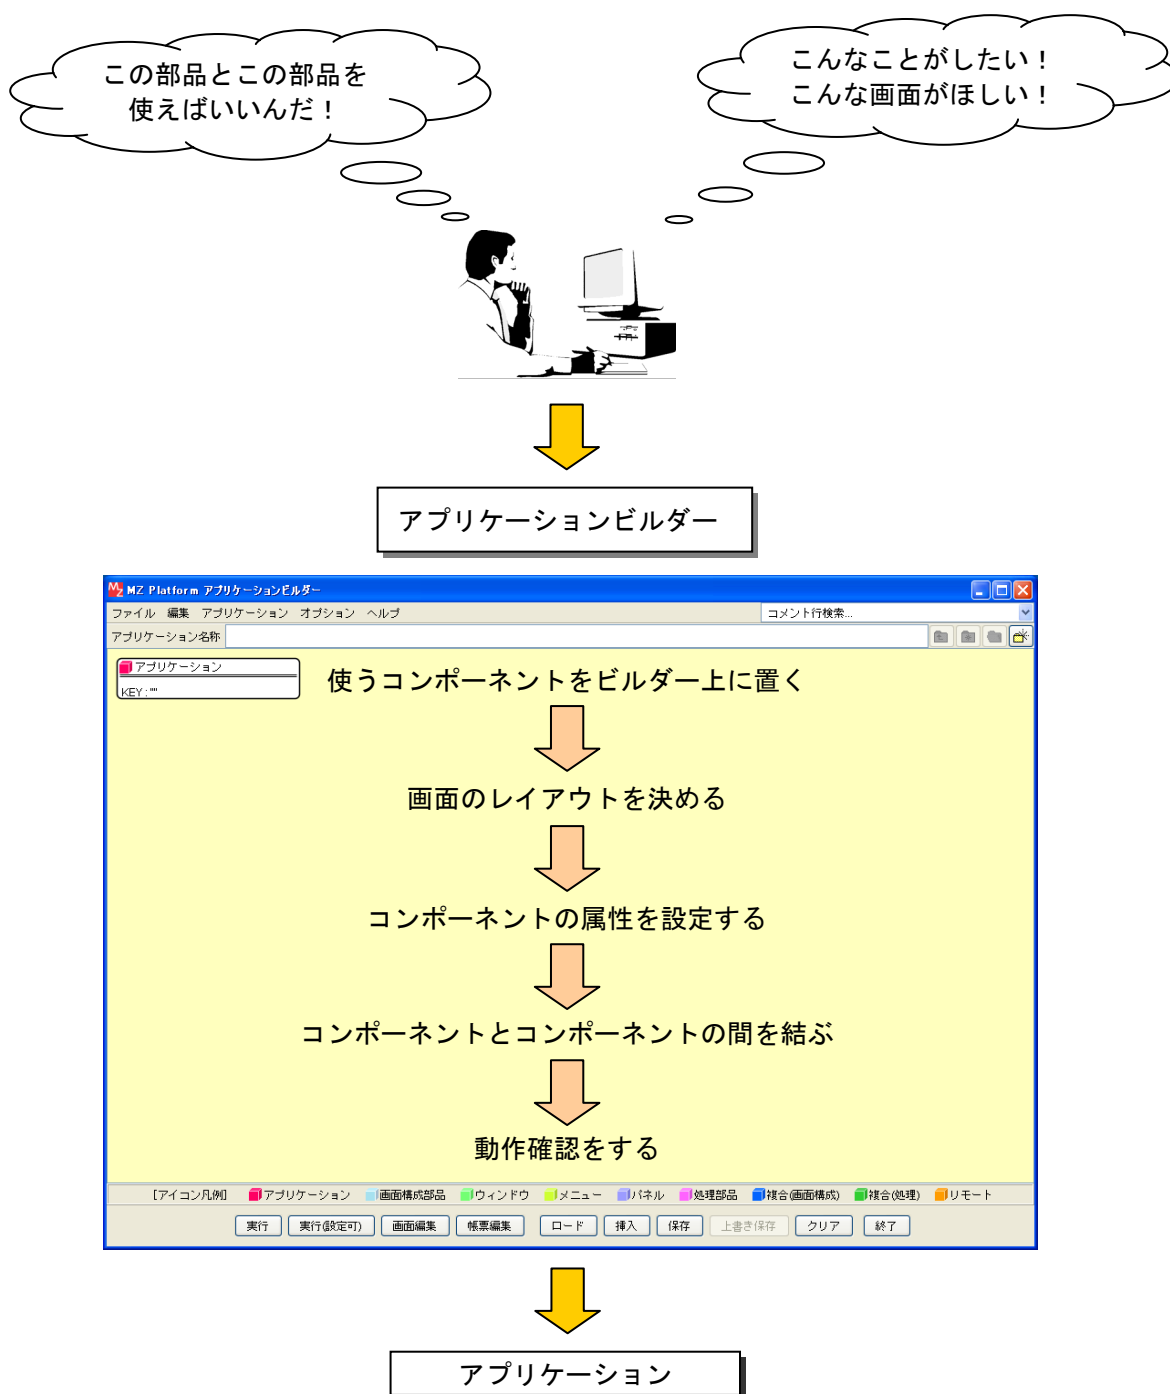 この部品とこの部品を
使えばいいんだ！
こんなことがしたい！
こんな画面がほしい！
アプリケーションビルダー
MZ Platform アプリケーションビルダー
ファイル 編集 アプリケーション オプション ヘルプ コメント行検索...
アプリケーション名称
アプリケーション
KEY:""
使うコンポーネントをビルダー上に置く
画面のレイアウトを決める
コンポーネントの属性を設定する
コンポーネントとコンポーネントの間を結ぶ
動作確認をする
[アイコン凡例] アプリケーション 画面構成部品 ウィンドウ メニュー パネル 処理部品 複合(画面構成) 複合(処理) リモート
実行 実行(設定可) 画面編集 帳票編集 ロード 挿入 保存 上書き保存 クリア 終了
アプリケーション